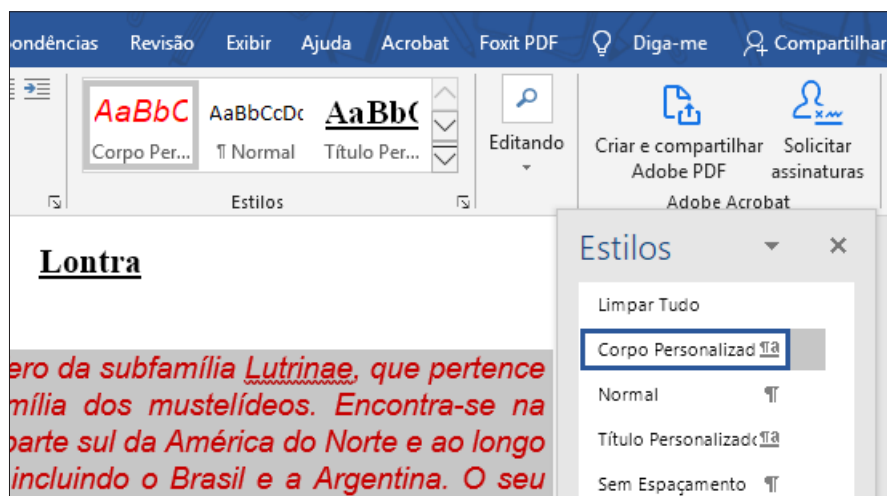 ondências Revisão Exibir Ajuda Acrobat Foxit PDF Diga-me Compartilhar
AaBbC AaBbCcDc AaBb(
Corpo Per... ¶ Normal Título Per...
Editando
Criar e compartilhar
Adobe PDF
Solicitar
assinaturas
Estilos
Adobe Acrobat
Lontra
ero da subfamília Lutrinae, que pertence
mília dos mustelídeos. Encontra-se na
parte sul da América do Norte e ao longo
incluindo o Brasil e a Argentina. O seu
Estilos
Limpar Tudo
Corpo Personalizad ¶a
Normal ¶
Título Personalizado ¶a
Sem Espaçamento ¶